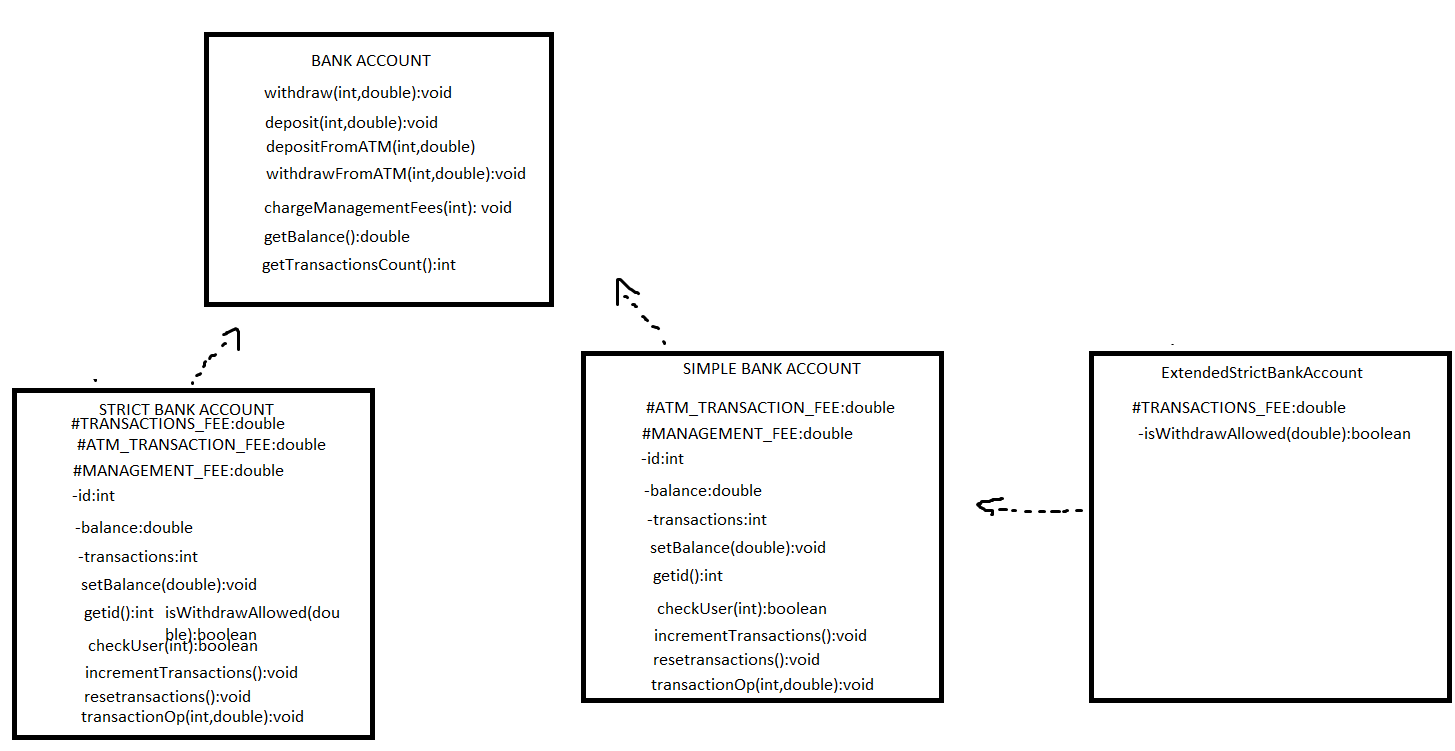 BANK ACCOUNT
withdraw(int,double):void
deposit(int,double):void
depositFromATM(int,double)
withdrawFromATM(int,double):void
chargeManagementFees(int): void
getBalance():double
getTransactionsCount():int
STRICT BANK ACCOUNT
#TRANSACTIONS_FEE:double
#ATM_TRANSACTION_FEE:double
#MANAGEMENT_FEE:double
-id:int
-balance:double
-transactions:int
setBalance(double):void
getid():int
isWithdrawAllowed(dou
ble):boolean
checkUser(int):boolean
incrementTransactions():void
resetransactions():void
transactionOp(int,double):void
SIMPLE BANK ACCOUNT
#ATM_TRANSACTION_FEE:double
#MANAGEMENT_FEE:double
-id:int
-balance:double
-transactions:int
setBalance(double):void
getid():int
checkUser(int):boolean
incrementTransactions():void
resetransactions():void
transactionOp(int,double):void
ExtendedStrictBankAccount
#TRANSACTIONS_FEE:double
-isWithdrawAllowed(double):boolean